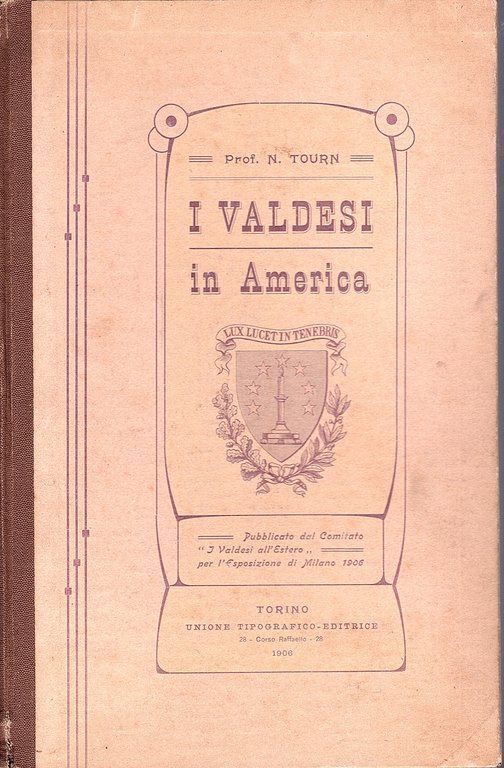 Prof. N. TOURN
I VALDESI
in America
LUX LUCET IN TENEBRIS
Pubblicato dal Comitato
“I Valdesi all'Estero„
per l'Esposizione di Milano 1906
TORINO
UNIONE TIPOGRAFICO-EDITRICE
28 - Corso Raffaello - 28
1906